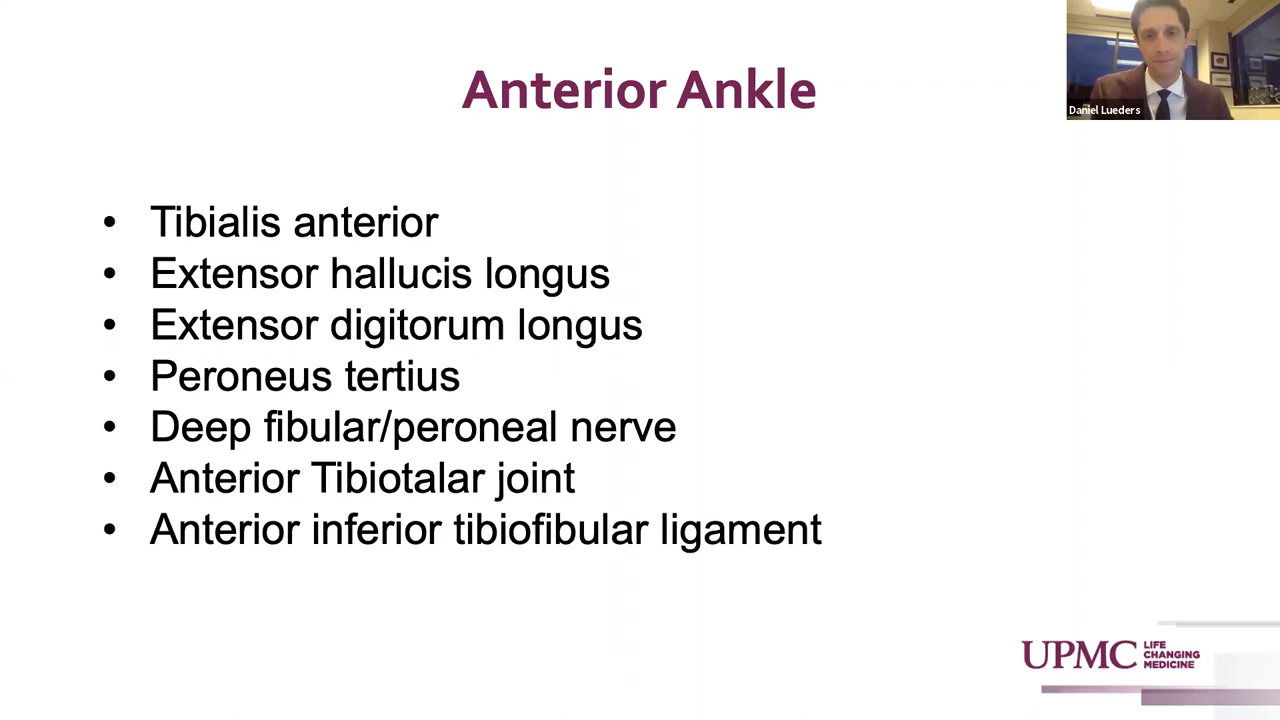 Anterior Ankle
Daniel Lueders
• Tibialis anterior
• Extensor hallucis longus
• Extensor digitorum longus
• Peroneus tertius
• Deep fibular/peroneal nerve
• Anterior Tibiotalar joint
• Anterior inferior tibiofibular ligament
UPMC
LIFE
CHANGING
MEDICINE